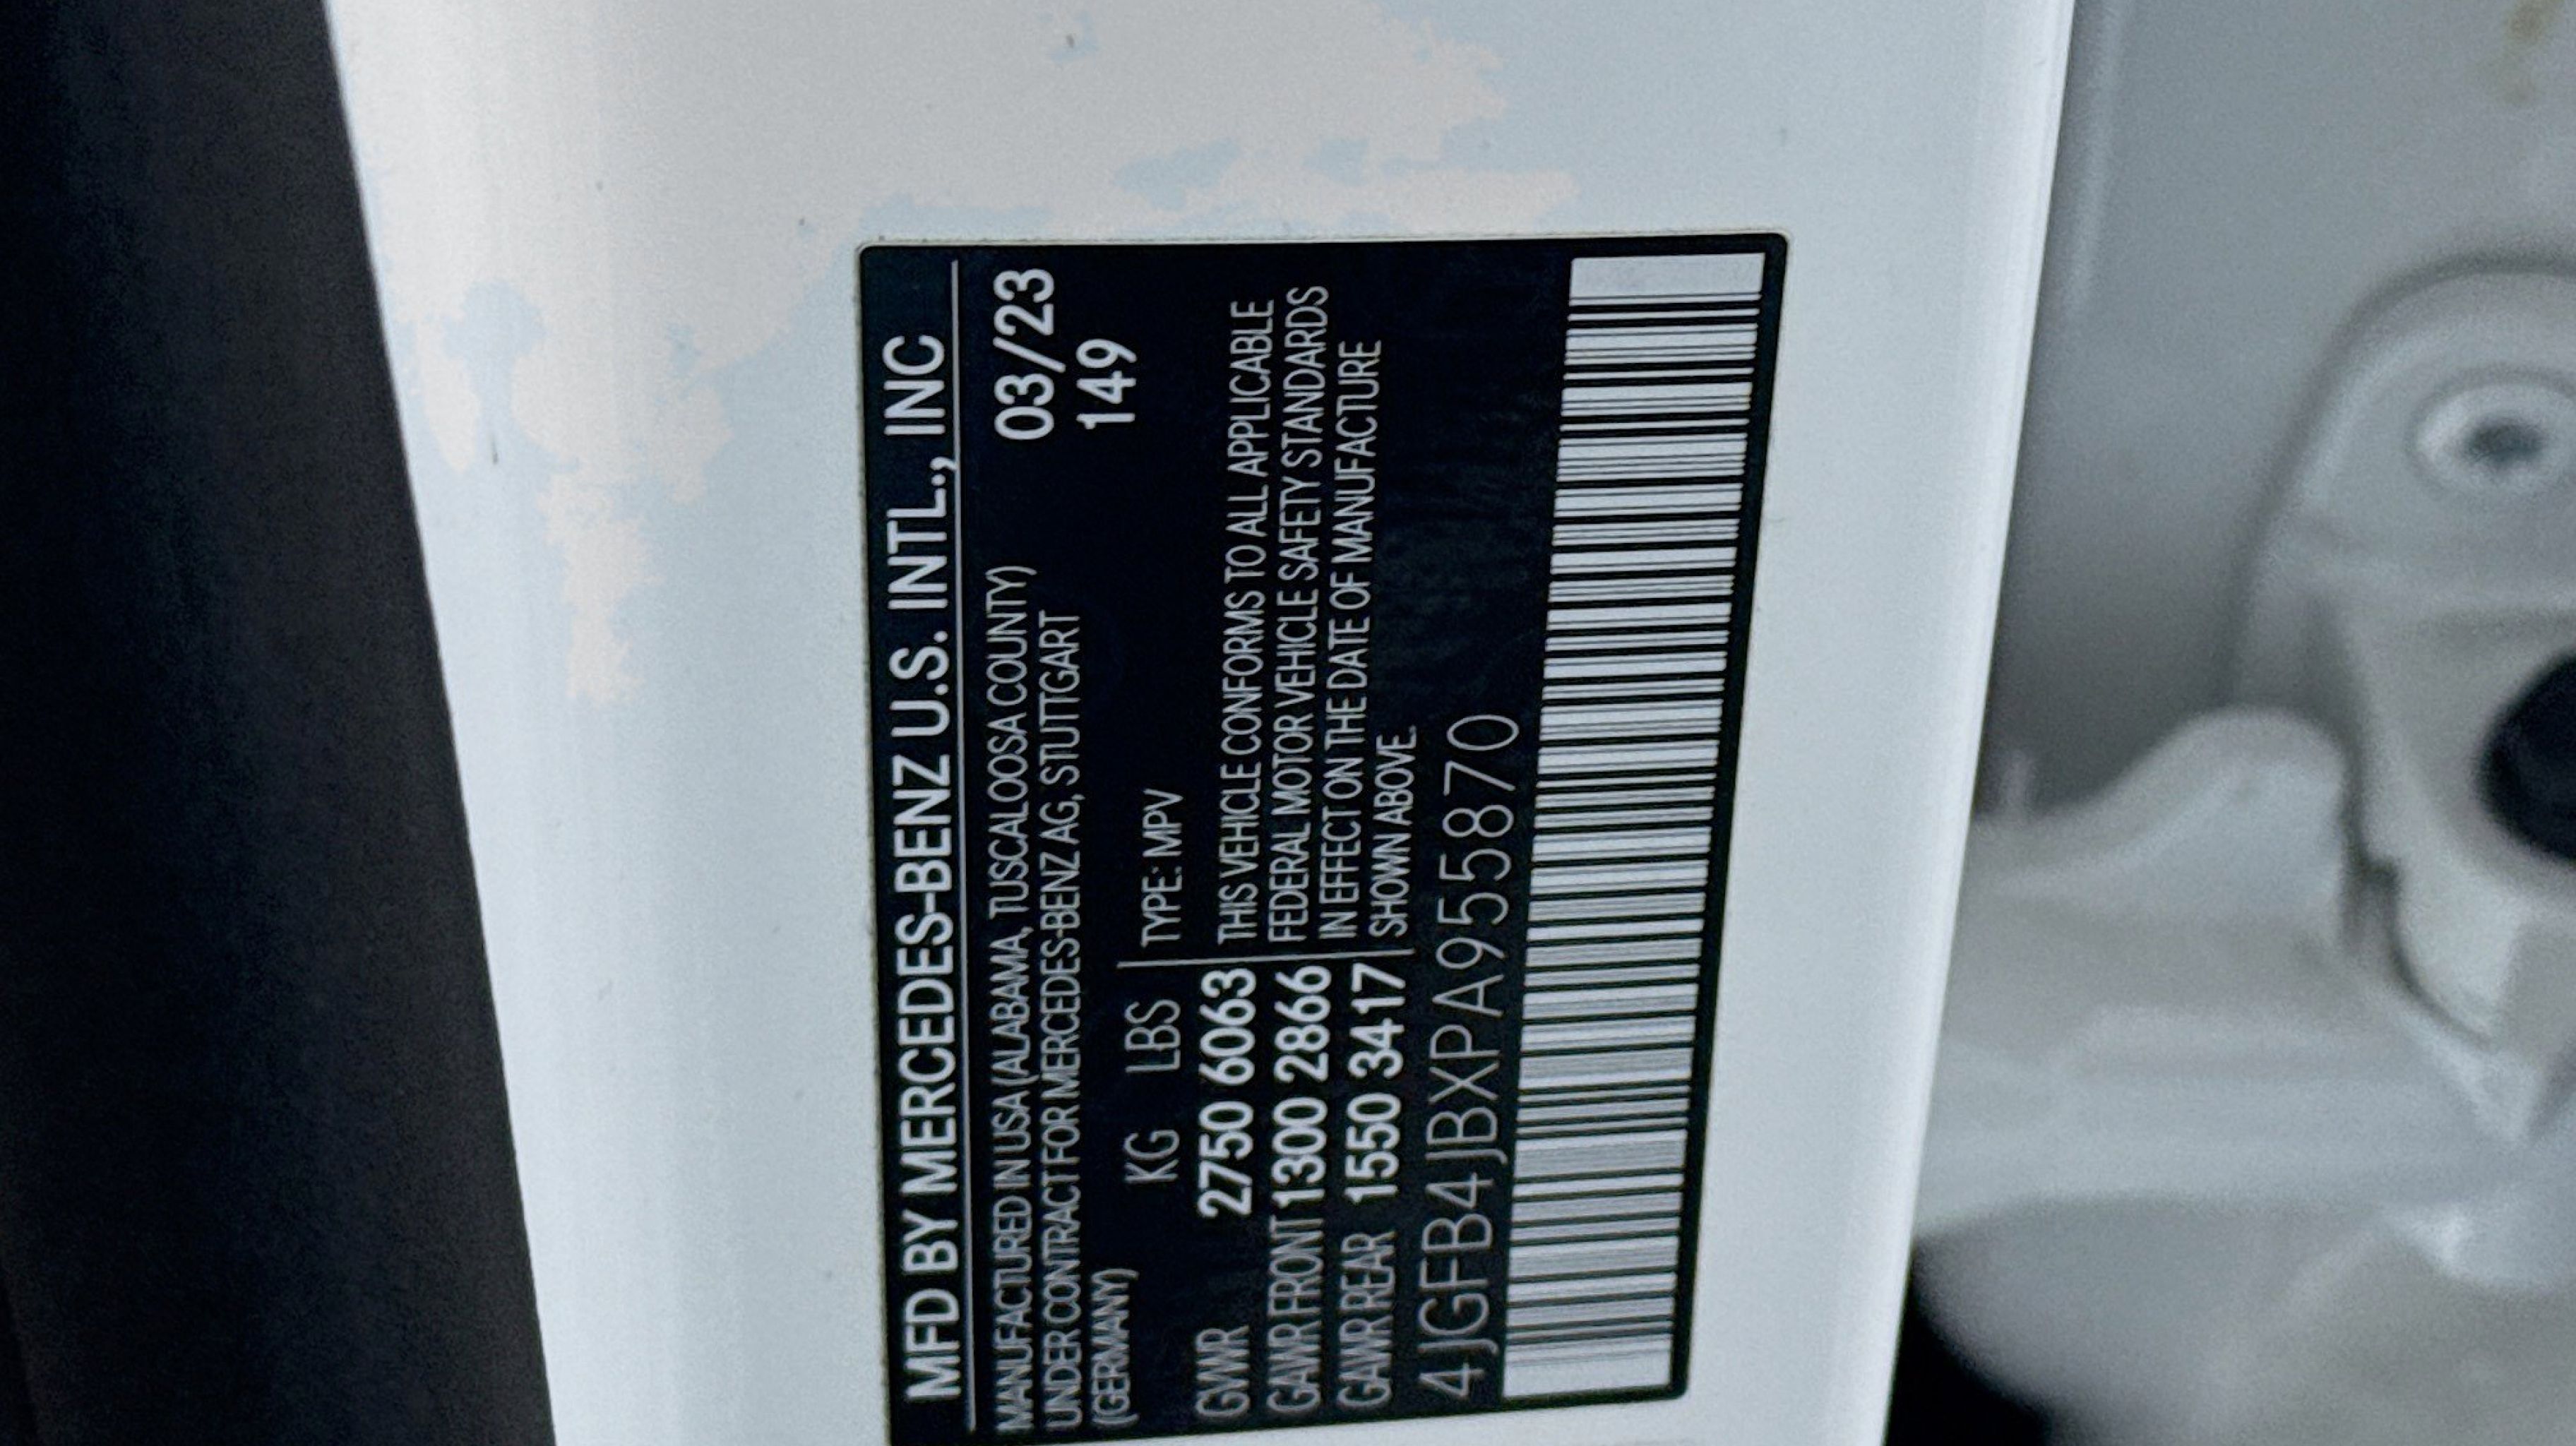 MFD BY MERCEDES-BENZ U.S. INTL., INC
MANUFACTURED IN USA (ALABAMA, TUSCALOOSA COUNTY) 03/23
UNDER CONTRACT FOR MERCEDES-BENZ AG, STUTTGART 149
(GERMANY)
KG LBS TYPE: MPV
GVWR 2750 6063 THIS VEHICLE CONFORMS TO ALL APPLICABLE
GAWR FRONT 1300 2866 FEDERAL MOTOR VEHICLE SAFETY STANDARDS
IN EFFECT ON THE DATE OF MANUFACTURE
GAWR REAR 1550 3417 SHOWN ABOVE.
4JGFB4JBXPA955870